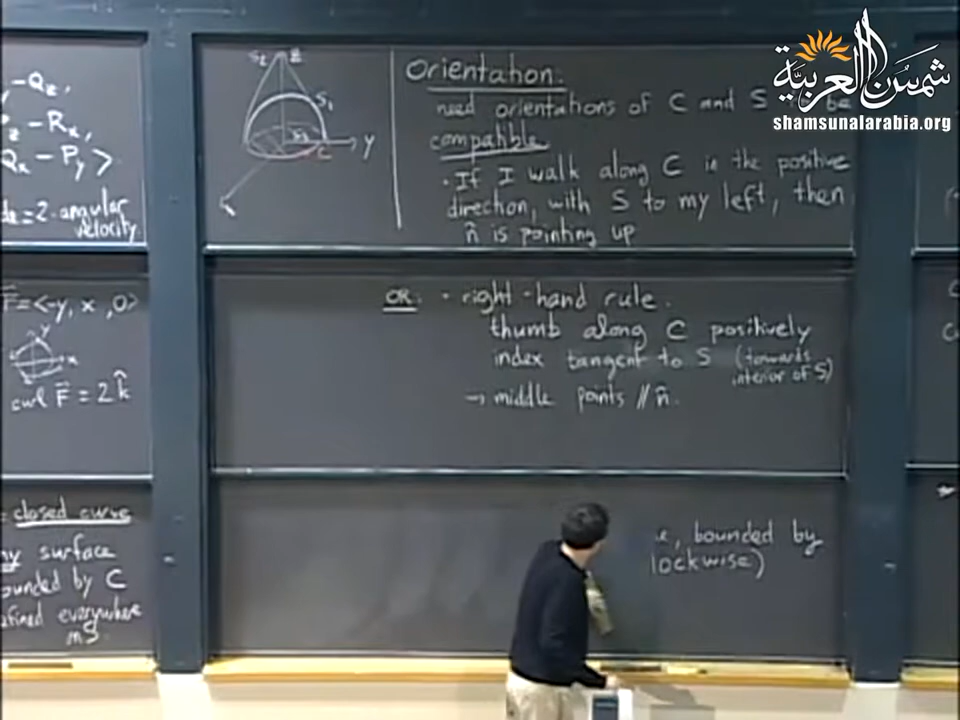 شمس العربية
shamsunalarabia.org
-Qz,
z - Rx,
Qx - Py >
= 2. angular
velocity.
F = <-y, x, 0>
y
x
curl F = 2k̂
closed curve
surface
bounded by C
defined everywhere
in S
S2 z
S1
y
C
Orientation:
need orientations of C and S be
compatible
• If I walk along C in the positive
direction, with S to my left, then
n̂ is pointing up
OR: • right-hand rule.
thumb along C positively
index tangent to S (towards
interior of S)
→ middle points // n̂.
, bounded by
lockwise)